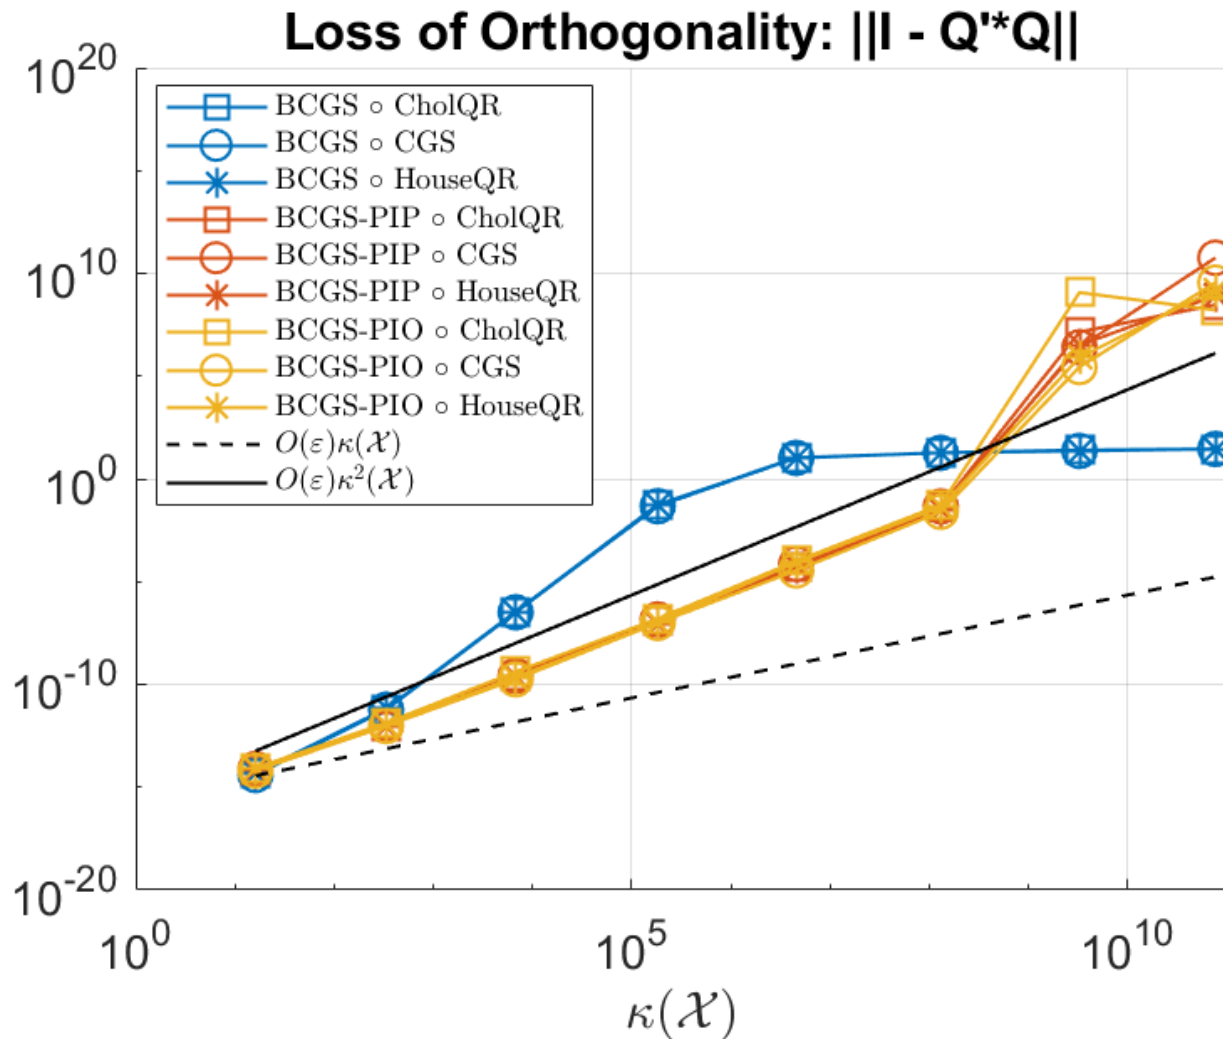 Loss of Orthogonality: ||I - Q'*Q||
10^20
10^10
10^0
10^-10
10^-20
BCGS ∘ CholQR
BCGS ∘ CGS
BCGS ∘ HouseQR
BCGS-PIP ∘ CholQR
BCGS-PIP ∘ CGS
BCGS-PIP ∘ HouseQR
BCGS-PIO ∘ CholQR
BCGS-PIO ∘ CGS
BCGS-PIO ∘ HouseQR
O(ε)κ(𝒳)
O(ε)κ²(𝒳)
10^0 10^5 10^10
κ(𝒳)